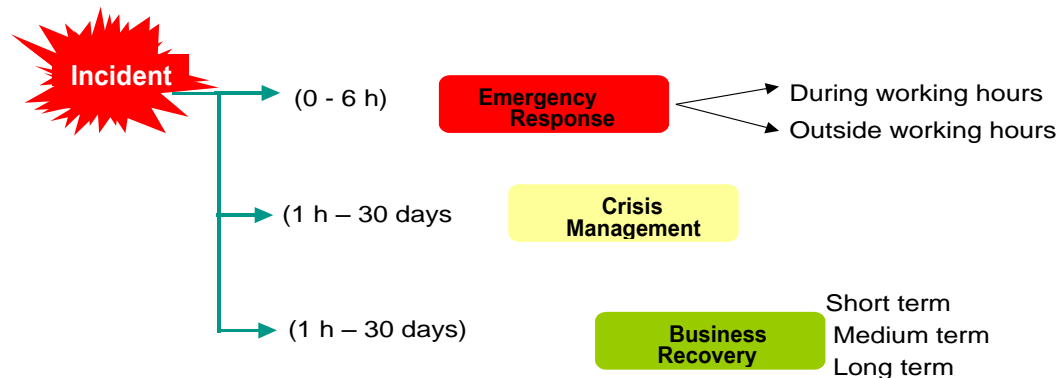 Incident
(0 - 6 h)
Emergency
Response
During working hours
Outside working hours
(1 h – 30 days
Crisis
Management
(1 h – 30 days)
Business
Recovery
Short term
Medium term
Long term